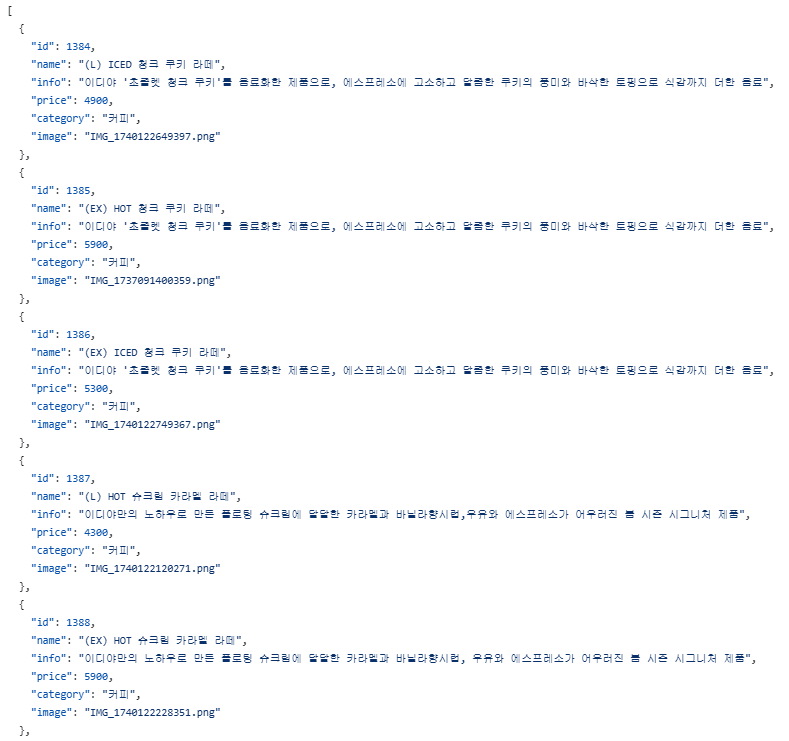 [
{
"id": 1384,
"name": "(L) ICED 청크 쿠키 라떼",
"info": "이디야 '초콜렛 청크 쿠키'를 음료화한 제품으로, 에스프레소에 고소하고 달콤한 쿠키의 풍미와 바삭한 토핑으로 식감까지 더한 음료",
"price": 4900,
"category": "커피",
"image": "IMG_1740122649397.png"
},
{
"id": 1385,
"name": "(EX) HOT 청크 쿠키 라떼",
"info": "이디야 '초콜렛 청크 쿠키'를 음료화한 제품으로, 에스프레소에 고소하고 달콤한 쿠키의 풍미와 바삭한 토핑으로 식감까지 더한 음료",
"price": 5900,
"category": "커피",
"image": "IMG_1737091400359.png"
},
{
"id": 1386,
"name": "(EX) ICED 청크 쿠키 라떼",
"info": "이디야 '초콜렛 청크 쿠키'를 음료화한 제품으로, 에스프레소에 고소하고 달콤한 쿠키의 풍미와 바삭한 토핑으로 식감까지 더한 음료",
"price": 5300,
"category": "커피",
"image": "IMG_1740122749367.png"
},
{
"id": 1387,
"name": "(L) HOT 슈크림 카라멜 라떼",
"info": "이디야만의 노하우로 만든 플로팅 슈크림에 달달한 카라멜과 바닐라향시럽,우유와 에스프레소가 어우러진 봄 시즌 시그니처 제품",
"price": 4300,
"category": "커피",
"image": "IMG_1740122120271.png"
},
{
"id": 1388,
"name": "(EX) HOT 슈크림 카라멜 라떼",
"info": "이디야만의 노하우로 만든 플로팅 슈크림에 달달한 카라멜과 바닐라향시럽, 우유와 에스프레소가 어우러진 봄 시즌 시그니처 제품",
"price": 5900,
"category": "커피",
"image": "IMG_1740122228351.png"
},